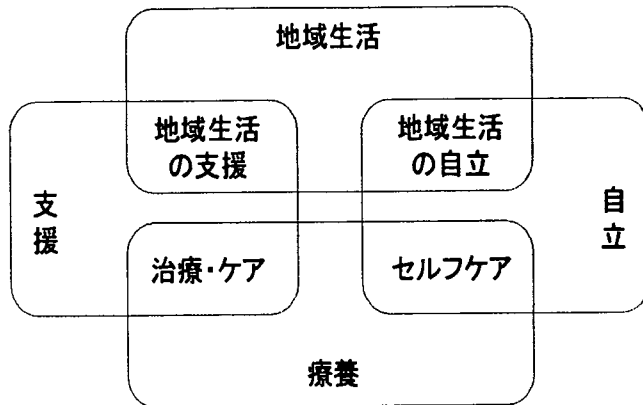 地域生活
地域生活
の支援
地域生活
の自立
支援
自立
治療・ケア
セルフケア
療養